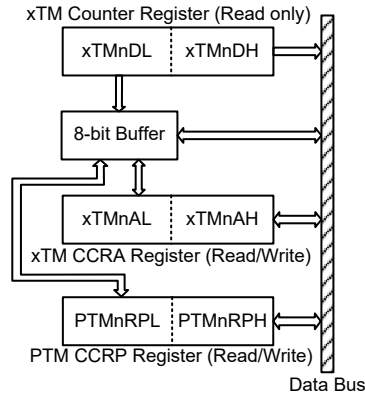 xTM Counter Register (Read only)
xTMnDL xTMnDH
8-bit Buffer
xTMnAL xTMnAH
xTM CCRA Register (Read/Write)
PTMnRPL PTMnRPH
PTM CCRP Register (Read/Write)
Data Bus